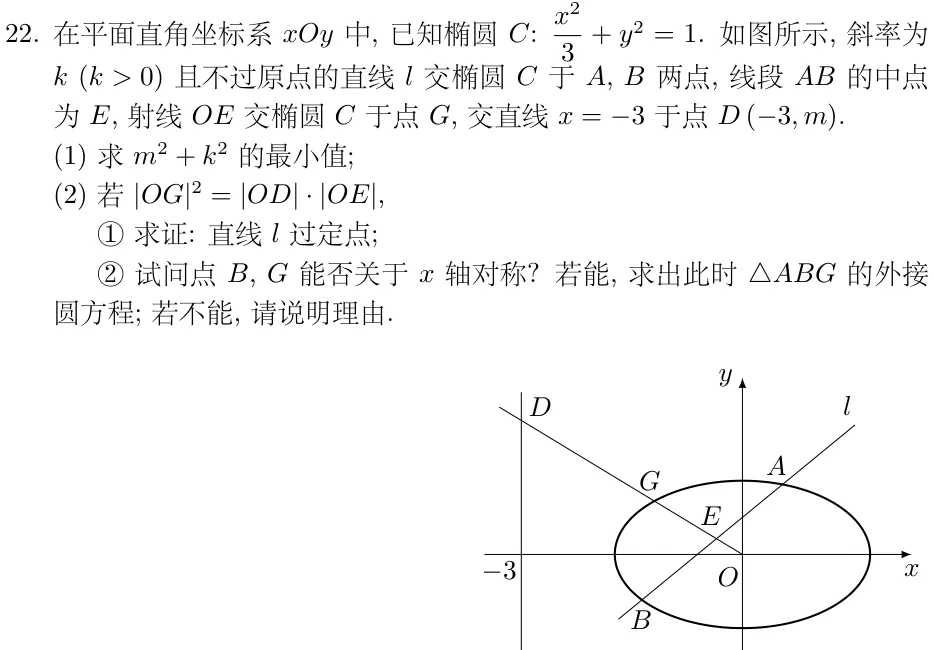 22. 在平面直角坐标系 xOy 中, 已知椭圆 C: x²/3 + y² = 1. 如图所示, 斜率为
k (k > 0) 且不过原点的直线 l 交椭圆 C 于 A, B 两点, 线段 AB 的中点
为 E, 射线 OE 交椭圆 C 于点 G, 交直线 x = −3 于点 D (−3, m).
(1) 求 m² + k² 的最小值;
(2) 若 |OG|² = |OD| · |OE|,
① 求证: 直线 l 过定点;
② 试问点 B, G 能否关于 x 轴对称? 若能, 求出此时 △ABG 的外接
圆方程; 若不能, 请说明理由.
y
D
l
A
G
E
−3
O
x
B